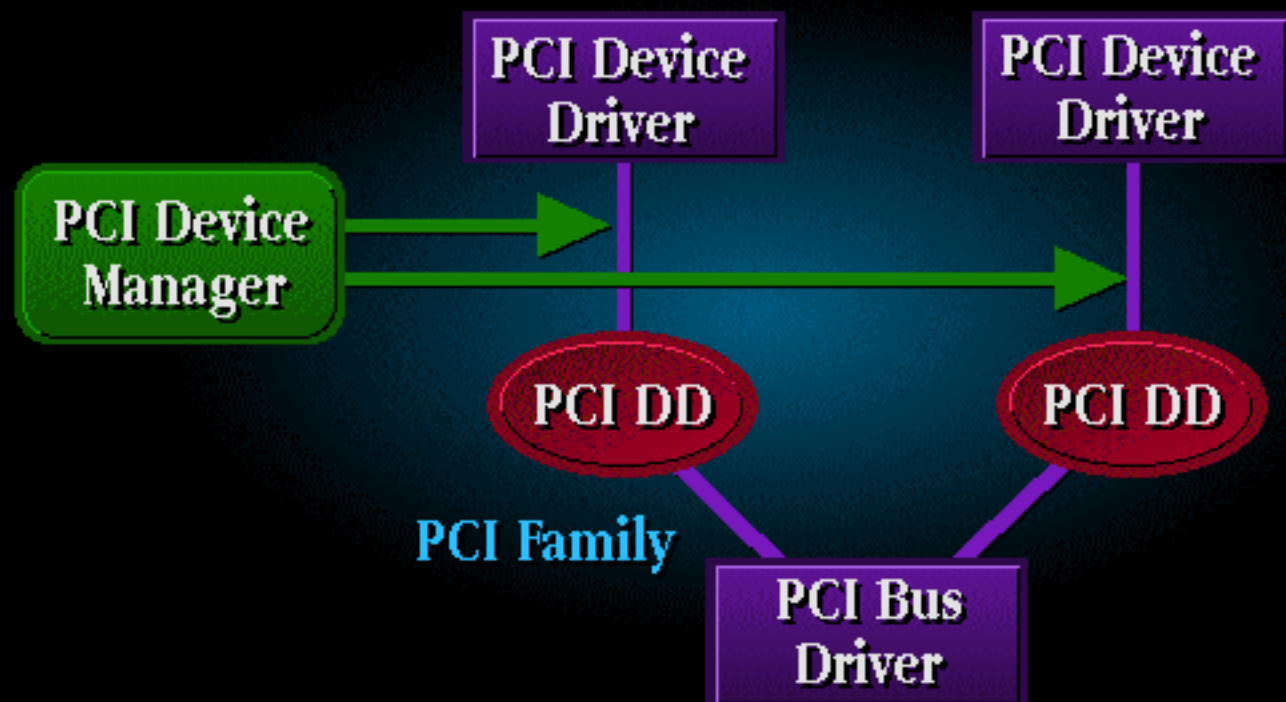 PCI Device
Driver
PCI Device
Driver
PCI Device
Manager
PCI DD
PCI DD
PCI Family
PCI Bus
Driver